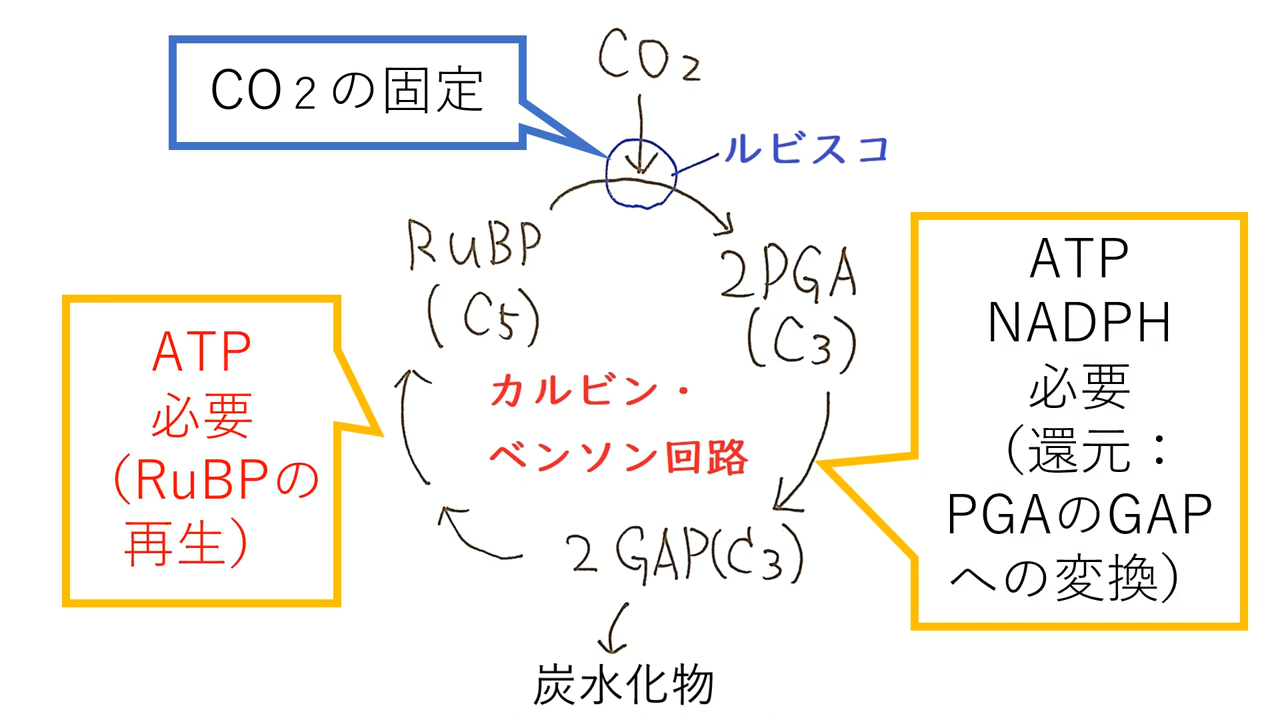 CO2
CO2の固定
ルビスコ
RuBP
(C5)
2PGA
(C3)
ATP
NADPH
必要
（還元：
PGAのGAP
への変換）
ATP
必要
（RuBPの
再生）
カルビン・
ベンソン回路
2 GAP(C3)
炭水化物